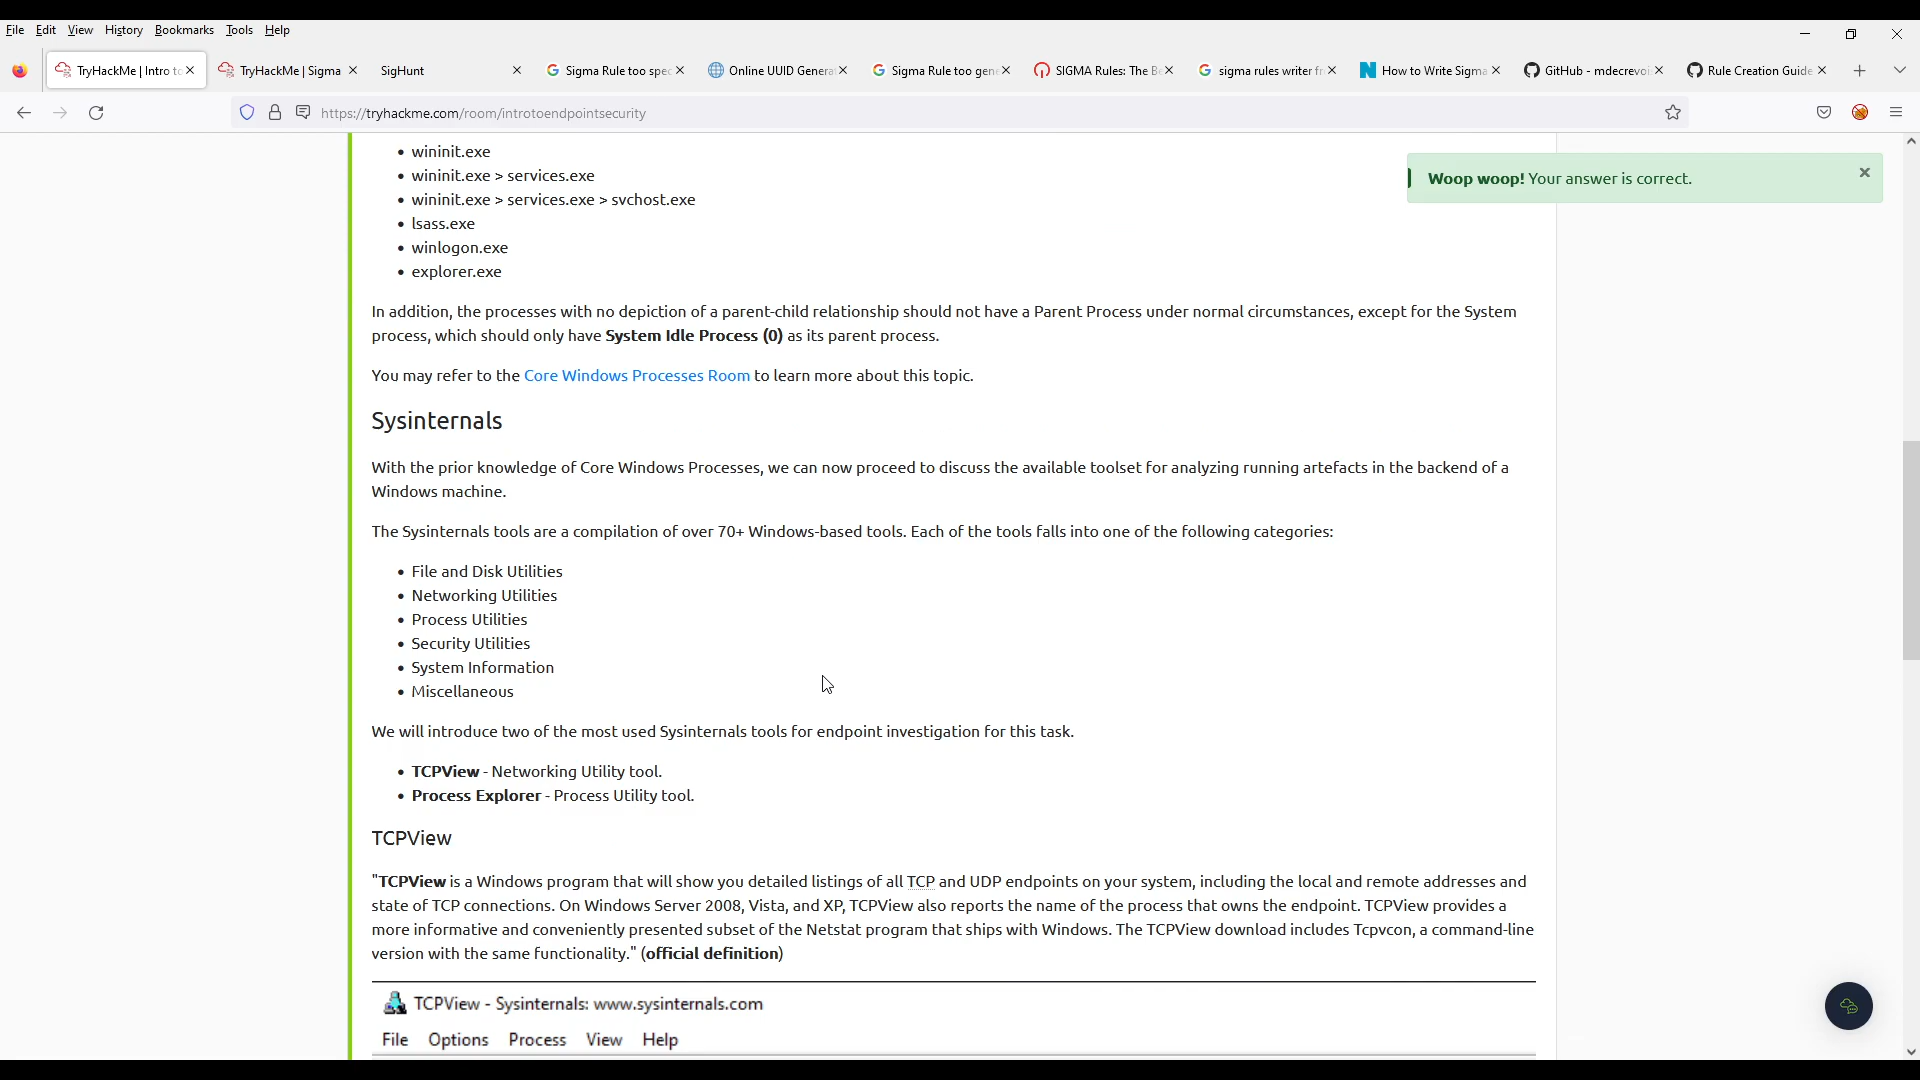 File Edit View History Bookmarks Tools Help
TryHackMe | Intro to
TryHackMe | Sigma
SigHunt
Sigma Rule too spec
Online UUID Genera
Sigma Rule too gene
SIGMA Rules: The Be
sigma rules writer fr
How to Write Sigma
GitHub - mdecrevoi
Rule Creation Guide
https://tryhackme.com/room/introtoendpointsecurity
Woop woop! Your answer is correct.
• wininit.exe
• wininit.exe > services.exe
• wininit.exe > services.exe > svchost.exe
• lsass.exe
• winlogon.exe
• explorer.exe
In addition, the processes with no depiction of a parent-child relationship should not have a Parent Process under normal circumstances, except for the System
process, which should only have System Idle Process (0) as its parent process.
You may refer to the Core Windows Processes Room to learn more about this topic.
Sysinternals
With the prior knowledge of Core Windows Processes, we can now proceed to discuss the available toolset for analyzing running artefacts in the backend of a
Windows machine.
The Sysinternals tools are a compilation of over 70+ Windows-based tools. Each of the tools falls into one of the following categories:
• File and Disk Utilities
• Networking Utilities
• Process Utilities
• Security Utilities
• System Information
• Miscellaneous
We will introduce two of the most used Sysinternals tools for endpoint investigation for this task.
• TCPView - Networking Utility tool.
• Process Explorer - Process Utility tool.
TCPView
"TCPView is a Windows program that will show you detailed listings of all TCP and UDP endpoints on your system, including the local and remote addresses and
state of TCP connections. On Windows Server 2008, Vista, and XP, TCPView also reports the name of the process that owns the endpoint. TCPView provides a
more informative and conveniently presented subset of the Netstat program that ships with Windows. The TCPView download includes Tcpvcon, a command-line
version with the same functionality." (official definition)
TCPView - Sysinternals: www.sysinternals.com
File Options Process View Help